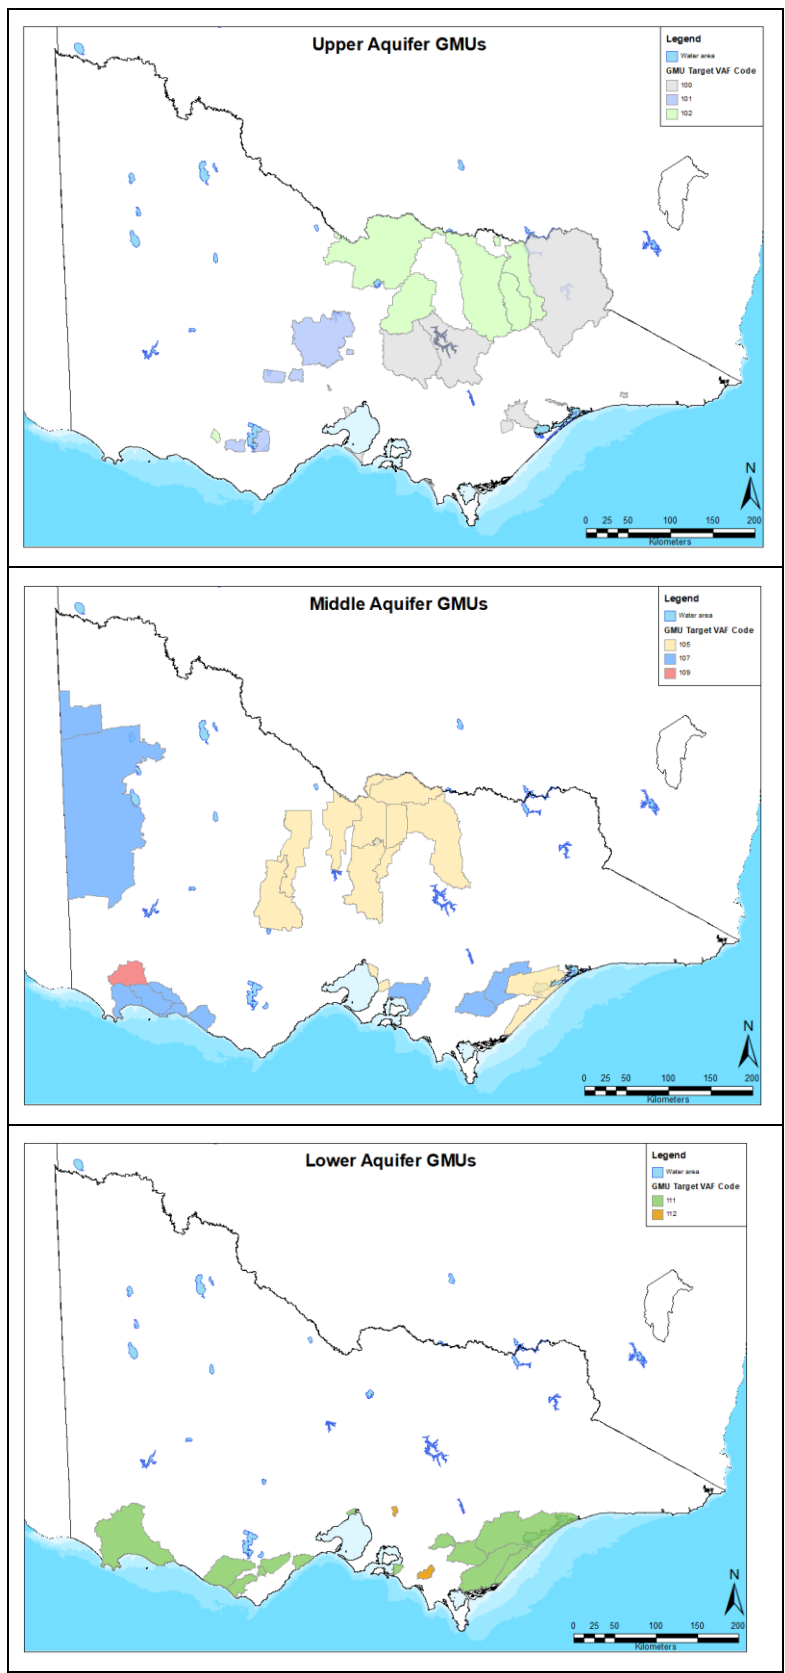 Upper Aquifer GMUs
Legend
Water area
GMU Target VAF Code
100
101
102
N
0 25 50 100 150 200
Kilometers
Middle Aquifer GMUs
Legend
Water area
GMU Target VAF Code
105
107
109
N
0 25 50 100 150 200
Kilometers
Lower Aquifer GMUs
Legend
Water area
GMU Target VAF Code
111
112
N
0 25 50 100 150 200
Kilometers